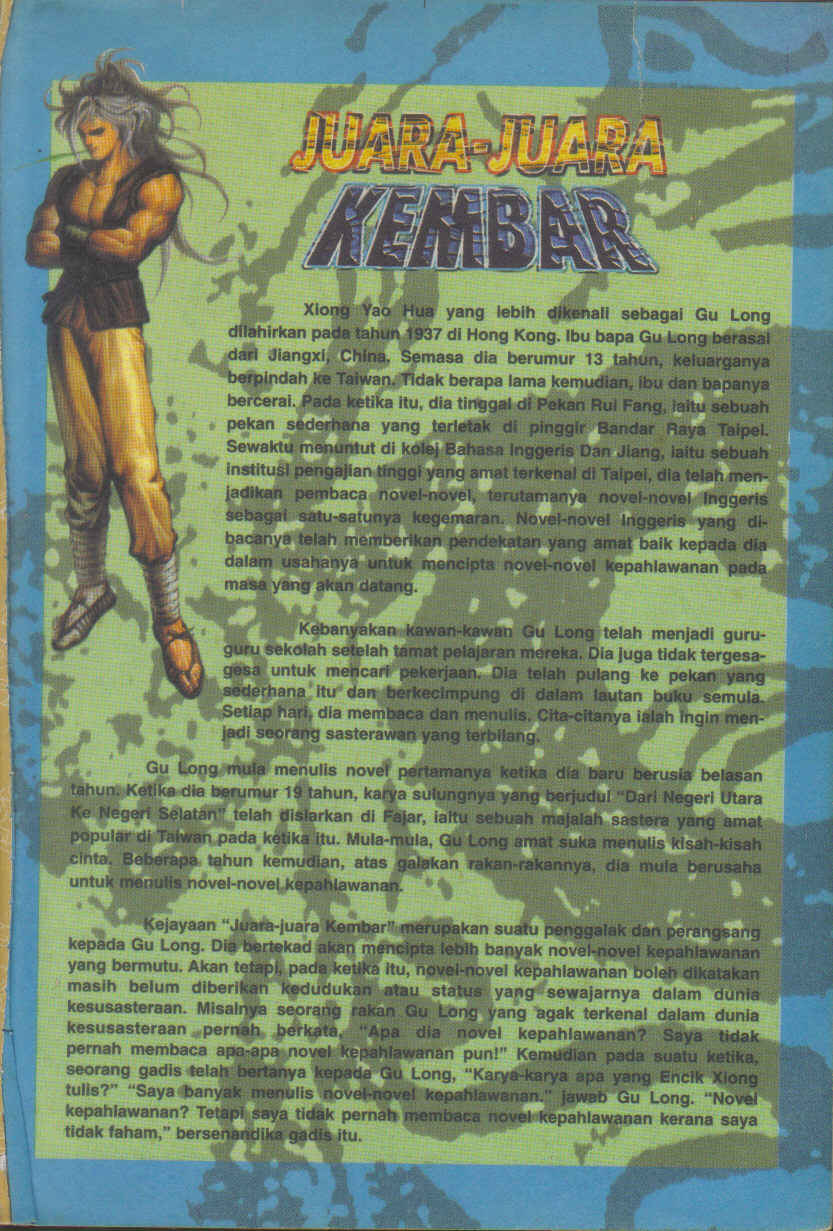 JUARA-JUARA
KEMBAR
Xiong Yao Hua yang lebih dikenali sebagai Gu Long
dilahirkan pada tahun 1937 di Hong Kong. Ibu bapa Gu Long berasal
dari Jiangxi, China. Semasa dia berumur 13 tahun, keluarganya
berpindah ke Taiwan. Tidak berapa lama kemudian, ibu dan bapanya
bercerai. Pada ketika itu, dia tinggal di Pekan Rui Fang, iaitu sebuah
pekan sederhana yang terletak di pinggir Bandar Raya Taipei.
Sewaktu menuntut di kolej Bahasa Inggeris Dan Jiang, iaitu sebuah
institusi pengajian tinggi yang amat terkenal di Taipei, dia telah men-
jadikan pembaca novel-novel, terutamanya novel-novel Inggeris
sebagai satu-satunya kegemaran. Novel-novel Inggeris yang di-
bacanya telah memberikan pendekatan yang amat baik kepada dia
dalam usahanya untuk mencipta novel-novel kepahlawanan pada
masa yang akan datang.
Kebanyakan kawan-kawan Gu Long telah menjadi guru-
guru sekolah setelah tamat pelajaran mereka. Dia juga tidak tergesa-
gesa untuk mencari pekerjaan. Dia telah pulang ke pekan yang
sederhana itu dan berkecimpung di dalam lautan buku semula.
Setiap hari, dia membaca dan menulis. Cita-citanya ialah ingin men-
jadi seorang sasterawan yang terbilang.
Gu Long mula menulis novel pertamanya ketika dia baru berusia belasan
tahun. Ketika dia berumur 19 tahun, karya sulungnya yang berjudul “Dari Negeri Utara
Ke Negeri Selatan” telah disiarkan di Fajar, iaitu sebuah majalah sastera yang amat
popular di Taiwan pada ketika itu. Mula-mula, Gu Long amat suka menulis kisah-kisah
cinta. Beberapa tahun kemudian, atas galakan rakan-rakannya, dia mula berusaha
untuk menulis novel-novel kepahlawanan.
Kejayaan “Juara-juara Kembar” merupakan suatu penggalak dan perangsang
kepada Gu Long. Dia bertekad akan mencipta lebih banyak novel-novel kepahlawanan
yang bermutu. Akan tetapi, pada ketika itu, novel-novel kepahlawanan boleh dikatakan
masih belum diberikan kedudukan atau status yang sewajarnya dalam dunia
kesusasteraan. Misalnya seorang rakan Gu Long yang agak terkenal dalam dunia
kesusasteraan pernah berkata, “Apa dia novel kepahlawanan? Saya tidak
pernah membaca apa-apa novel kepahlawanan pun!” Kemudian pada suatu ketika,
seorang gadis telah bertanya kepada Gu Long, “Karya-karya apa yang Encik Xiong
tulis?” “Saya banyak menulis novel-novel kepahlawanan.” jawab Gu Long. “Novel
kepahlawanan? Tetapi saya tidak pernah membaca novel kepahlawanan kerana saya
tidak faham,” bersenandika gadis itu.